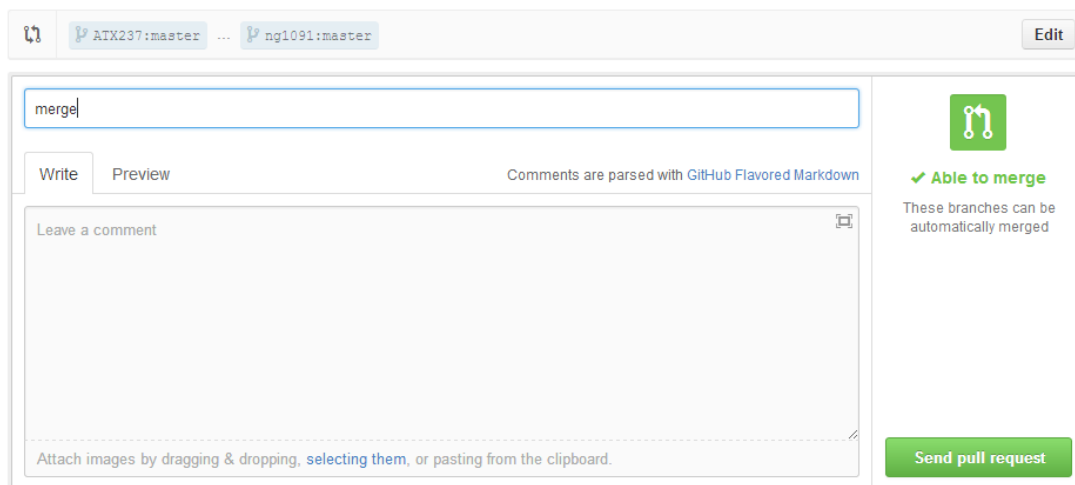 ATX237:master ... ng1091:master Edit
merge
Write Preview Comments are parsed with GitHub Flavored Markdown
Leave a comment
Attach images by dragging & dropping, selecting them, or pasting from the clipboard.
✔ Able to merge
These branches can be
automatically merged
Send pull request